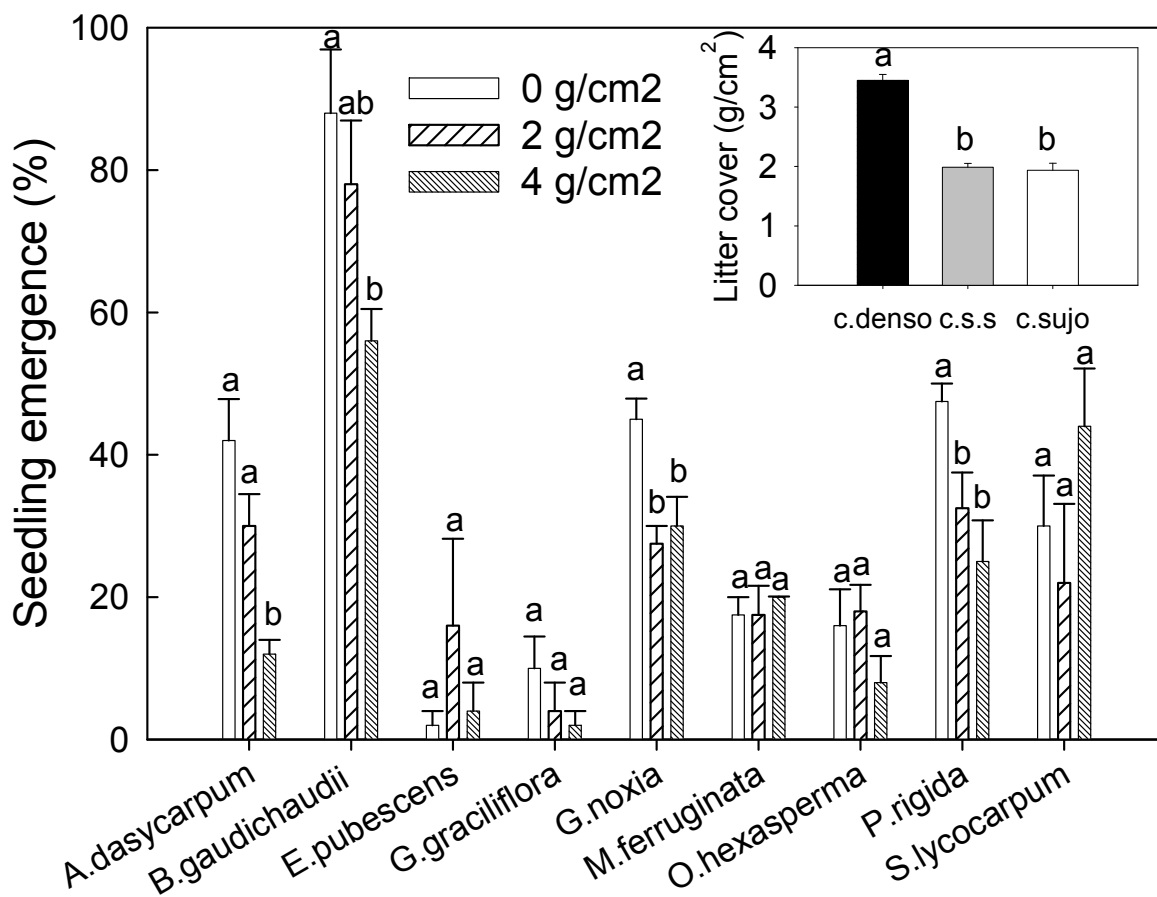 100
80
60
40
20
0
Seedling emergence (%)
0 g/cm2
2 g/cm2
4 g/cm2
a
ab
b
a
a
b
a
a
a
a
a
a
a
b
b
a
a
a
a
a
a
a
b
b
a
a
a
A.dasycarpum
B.gaudichaudii
E.pubescens
G.graciliflora
G.noxia
M.ferruginata
O.hexasperma
P.rigida
S.lycocarpum
Litter cover (g/cm²)
4
3
2
1
0
a
b
b
c.denso c.s.s c.sujo